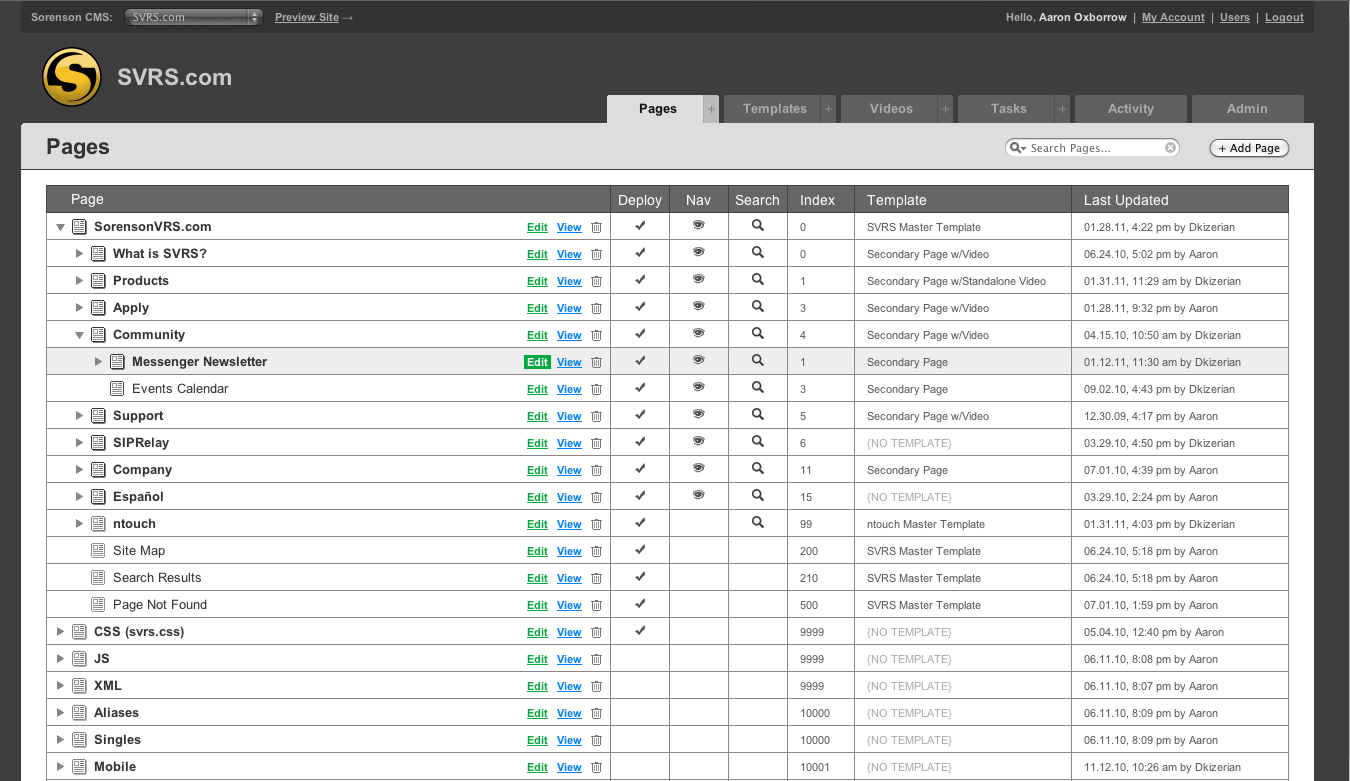 Sorenson CMS: SVRS.com Preview Site → Hello, Aaron Oxborrow | My Account | Users | Logout
S SVRS.com
Pages + Templates + Videos + Tasks + Activity Admin
Pages Search Pages... + Add Page
Page Deploy Nav Search Index Template Last Updated
SorensonVRS.com Edit View 0 SVRS Master Template 01.28.11, 4:22 pm by Dkizerian
What is SVRS? Edit View 0 Secondary Page w/Video 06.24.10, 5:02 pm by Aaron
Products Edit View 1 Secondary Page w/Standalone Video 01.31.11, 11:29 am by Dkizerian
Apply Edit View 3 Secondary Page w/Video 01.28.11, 9:32 pm by Aaron
Community Edit View 4 Secondary Page w/Video 04.15.10, 10:50 am by Dkizerian
Messenger Newsletter Edit View 1 Secondary Page 01.12.11, 11:30 am by Dkizerian
Events Calendar Edit View 3 Secondary Page 09.02.10, 4:43 pm by Dkizerian
Support Edit View 5 Secondary Page w/Video 12.30.09, 4:17 pm by Aaron
SIPRelay Edit View 6 {NO TEMPLATE} 03.29.10, 4:50 pm by Dkizerian
Company Edit View 11 Secondary Page 07.01.10, 4:39 pm by Aaron
Español Edit View 15 {NO TEMPLATE} 03.29.10, 2:24 pm by Aaron
ntouch Edit View 99 ntouch Master Template 01.31.11, 4:03 pm by Dkizerian
Site Map Edit View 200 SVRS Master Template 06.24.10, 5:18 pm by Aaron
Search Results Edit View 210 SVRS Master Template 06.24.10, 5:18 pm by Aaron
Page Not Found Edit View 500 SVRS Master Template 07.01.10, 1:59 pm by Aaron
CSS (svrs.css) Edit View 9999 {NO TEMPLATE} 05.04.10, 12:40 pm by Aaron
JS Edit View 9999 {NO TEMPLATE} 06.11.10, 8:08 pm by Aaron
XML Edit View 9999 {NO TEMPLATE} 06.11.10, 8:07 pm by Aaron
Aliases Edit View 10000 {NO TEMPLATE} 06.11.10, 8:09 pm by Aaron
Singles Edit View 10000 {NO TEMPLATE} 06.11.10, 8:09 pm by Aaron
Mobile Edit View 10001 {NO TEMPLATE} 11.12.10, 10:26 am by Dkizerian